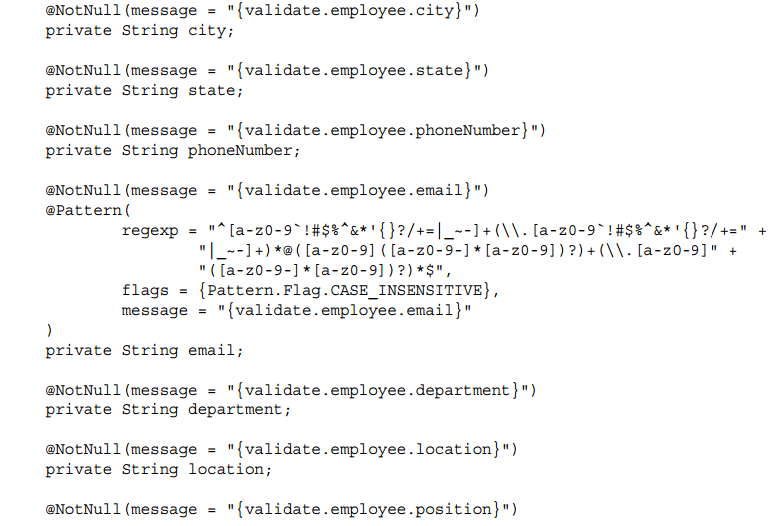 @NotNull(message = "{validate.employee.city}")
private String city;
@NotNull(message = "{validate.employee.state}")
private String state;
@NotNull(message = "{validate.employee.phoneNumber}")
private String phoneNumber;
@NotNull(message = "{validate.employee.email}")
@Pattern(
regexp = "^[a-z0-9`!#$%^&*'{}?/+=|_~-]+(\\.[a-z0-9`!#$%^&*'{}?/+=" +
"|_~-]+)*@([a-z0-9]([a-z0-9-]*[a-z0-9])?)+(\\.[a-z0-9]" +
"([a-z0-9-]*[a-z0-9])?)*$",
flags = {Pattern.Flag.CASE_INSENSITIVE},
message = "{validate.employee.email}"
)
private String email;
@NotNull(message = "{validate.employee.department}")
private String department;
@NotNull(message = "{validate.employee.location}")
private String location;
@NotNull(message = "{validate.employee.position}")